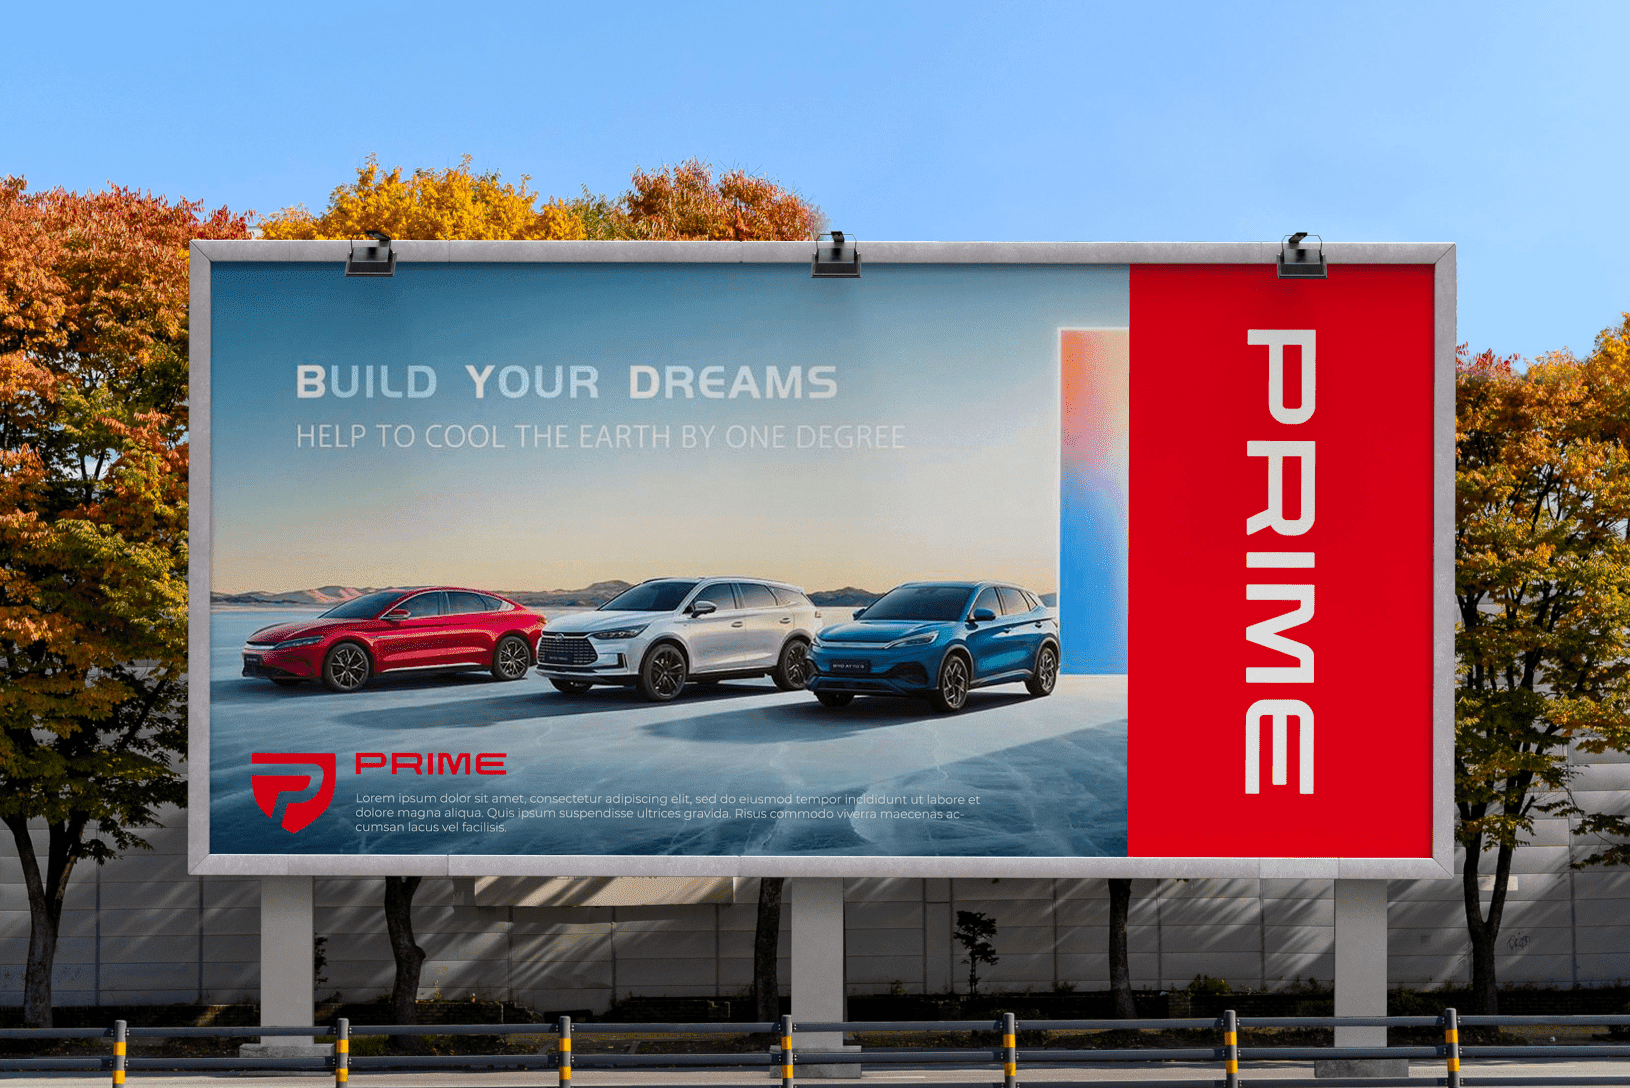 BUILD YOUR DREAMS
HELP TO COOL THE EARTH BY ONE DEGREE
PRIME
PRIME
Lorem ipsum dolor sit amet, consectetur adipiscing elit, sed do eiusmod tempor incididunt ut labore et
dolore magna aliqua. Quis ipsum suspendisse ultrices gravida. Risus commodo viverra maecenas ac-
cumsan lacus vel facilisis.